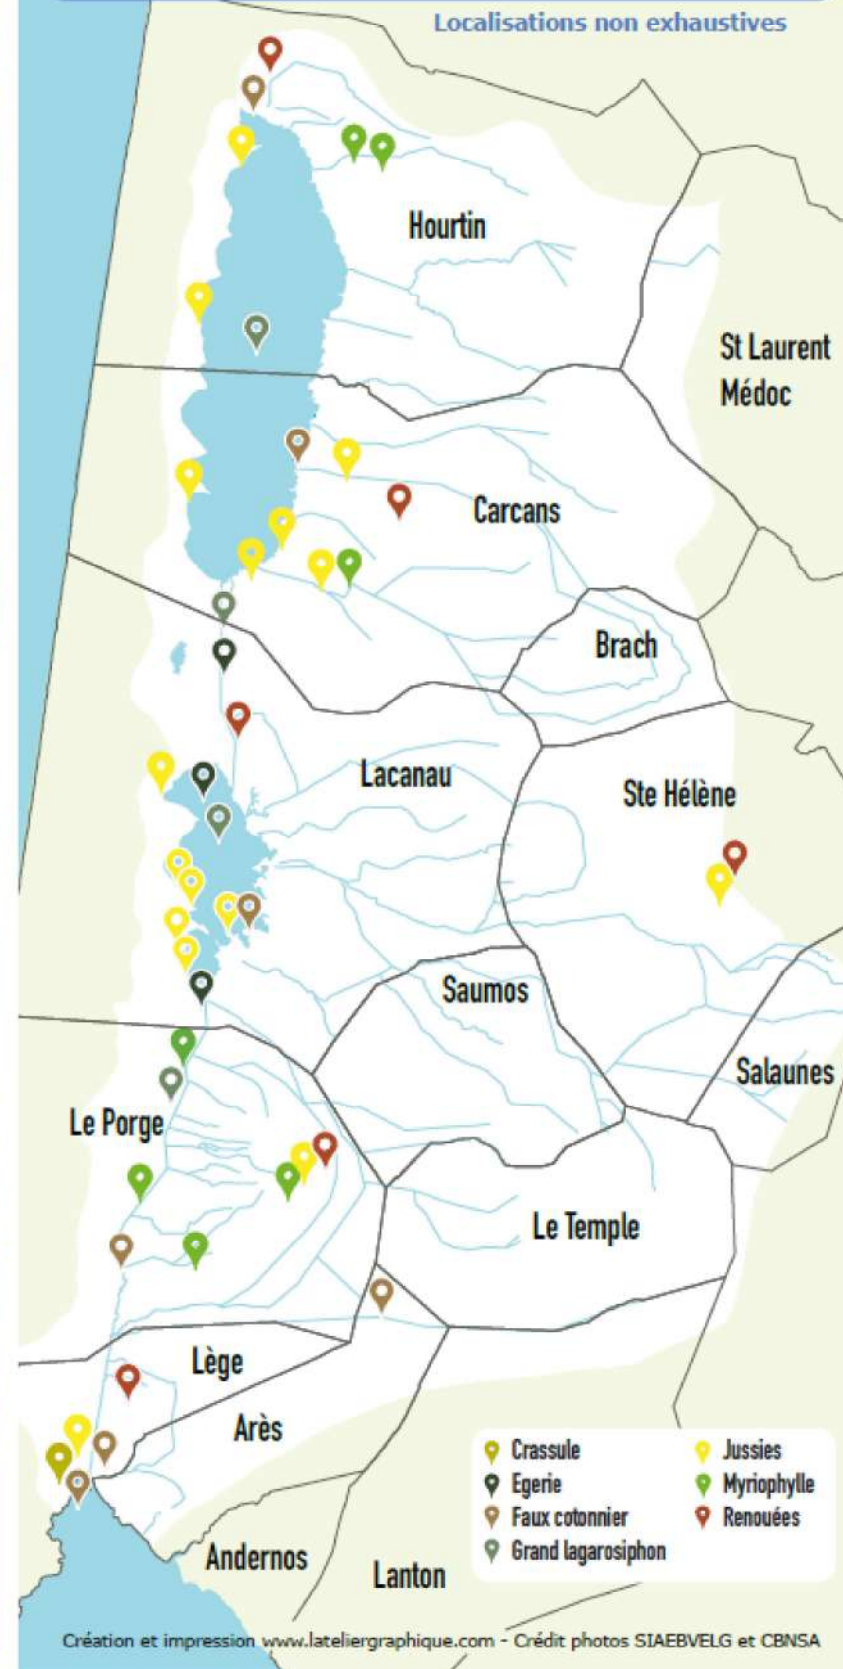 Localisations non exhaustives
Hourtin
St Laurent
Médoc
Carcans
Brach
Lacanau
Ste Hélène
Saumos
Salaunes
Le Porge
Le Temple
Lège
Arès
Crassule
Egerie
Faux cotonnier
Grand lagarosiphon
Jussies
Myriophylle
Renouées
Andernos
Lanton
Création et impression www.lateliergraphique.com - Crédit photos SIAEBVELG et CBNSA